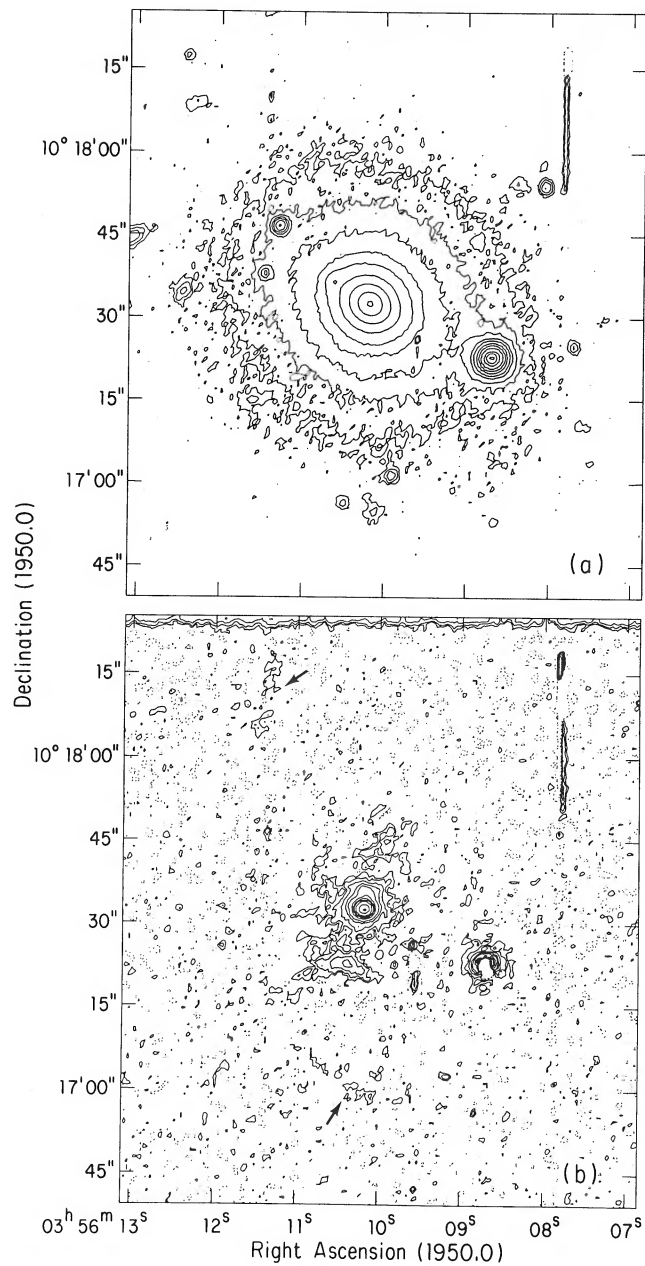 15"
10° 18' 00"
45"
30"
15"
17' 00"
45"
(a)
Declination (1950.0)
15"
10° 18' 00"
45"
30"
15"
17' 00"
45"
(b)
03ʰ 56ᵐ 13ˢ 12ˢ 11ˢ 10ˢ 09ˢ 08ˢ 07ˢ
Right Ascension (1950.0)